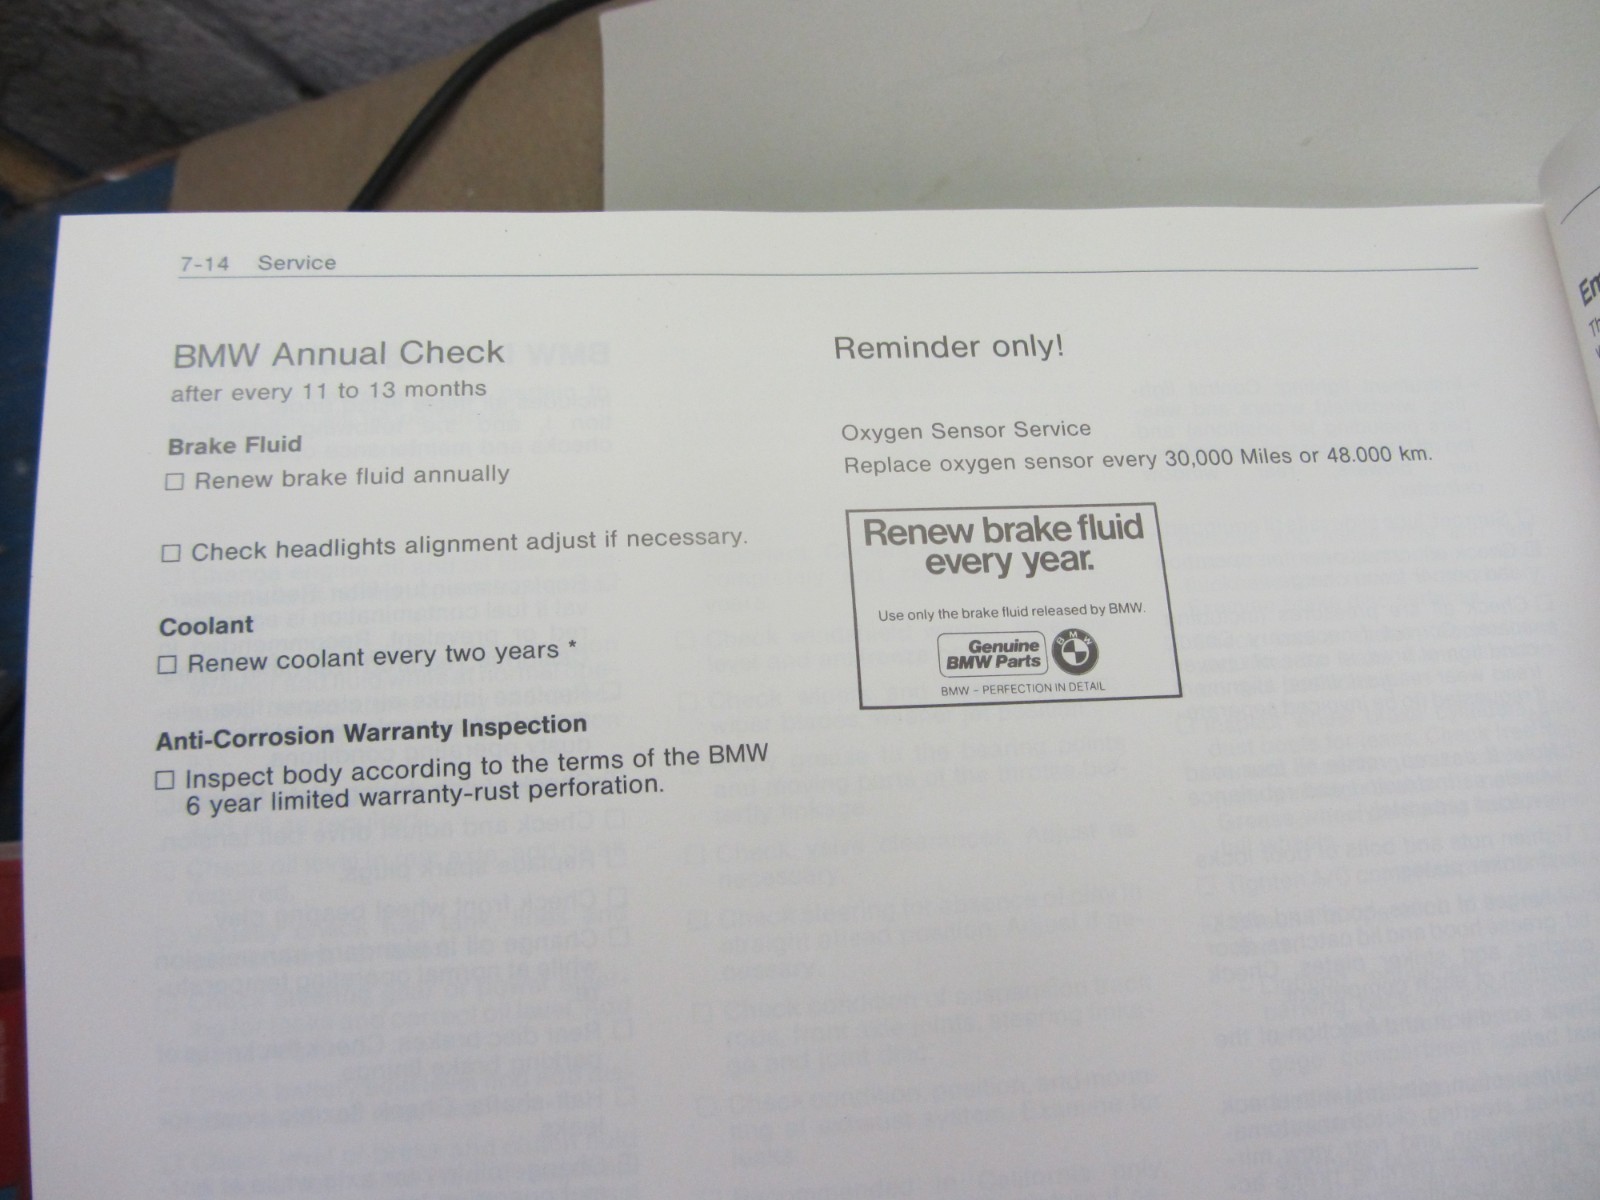 7-14 Service
BMW Annual Check
after every 11 to 13 months
Brake Fluid
☐ Renew brake fluid annually
☐ Check headlights alignment adjust if necessary.
Coolant
☐ Renew coolant every two years *
Anti-Corrosion Warranty Inspection
☐ Inspect body according to the terms of the BMW
6 year limited warranty-rust perforation.
Reminder only!
Oxygen Sensor Service
Replace oxygen sensor every 30,000 Miles or 48.000 km.
Renew brake fluid
every year.
Use only the brake fluid released by BMW.
Genuine
BMW Parts
BMW
BMW - PERFECTION IN DETAIL